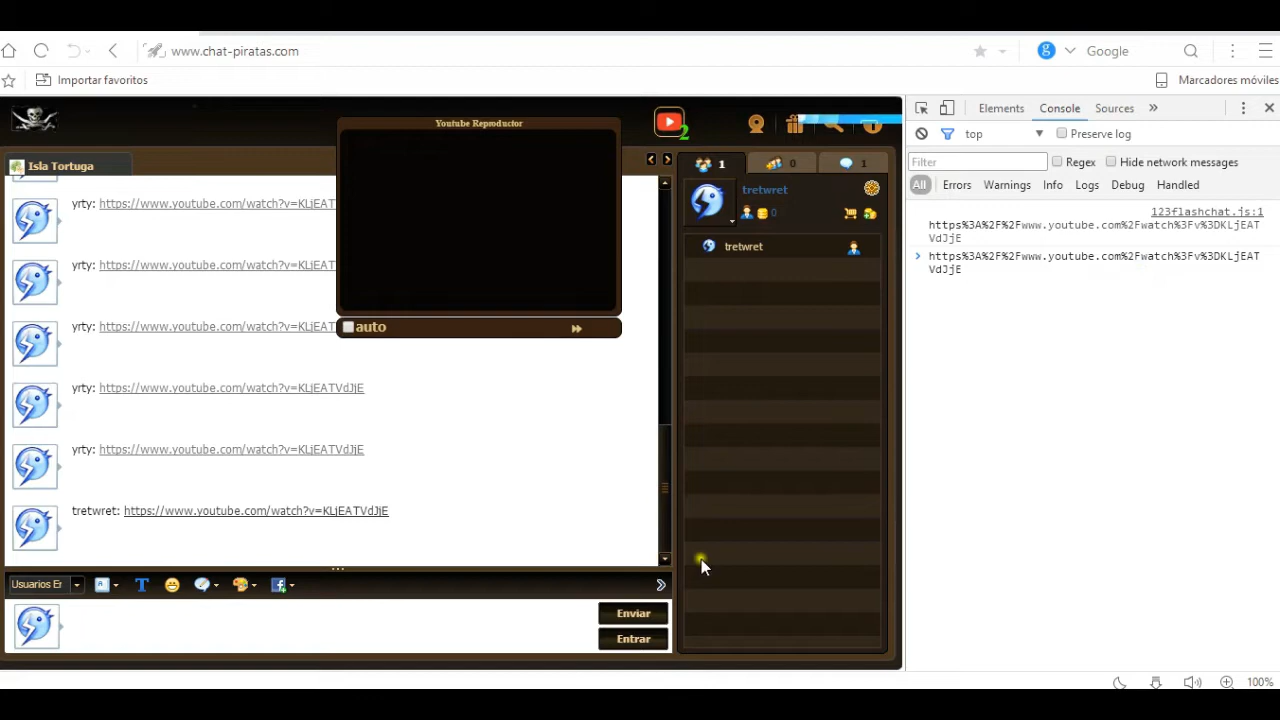 www.chat-piratas.com
Google
Importar favoritos
Marcadores móviles
Elements
Console
Sources
top
Preserve log
Filter
Regex
Hide network messages
All
Errors
Warnings
Info
Logs
Debug
Handled
123flashchat.js:1
https%3A%2F%2Fwww.youtube.com%2Fwatch%3Fv%3DKLjEAT
VdJjE
https%3A%2F%2Fwww.youtube.com%2Fwatch%3Fv%3DKLjEAT
VdJjE
Youtube Reproductor
auto
2
Isla Tortuga
yrty: https://www.youtube.com/watch?v=KLjEAT
yrty: https://www.youtube.com/watch?v=KLjEAT
yrty: https://www.youtube.com/watch?v=KLjEAT
yrty: https://www.youtube.com/watch?v=KLjEATVdJjE
yrty: https://www.youtube.com/watch?v=KLjEATVdJjE
tretwret: https://www.youtube.com/watch?v=KLjEATVdJjE
1
0
1
tretwret
0
tretwret
Usuarios Er
Enviar
Entrar
100%